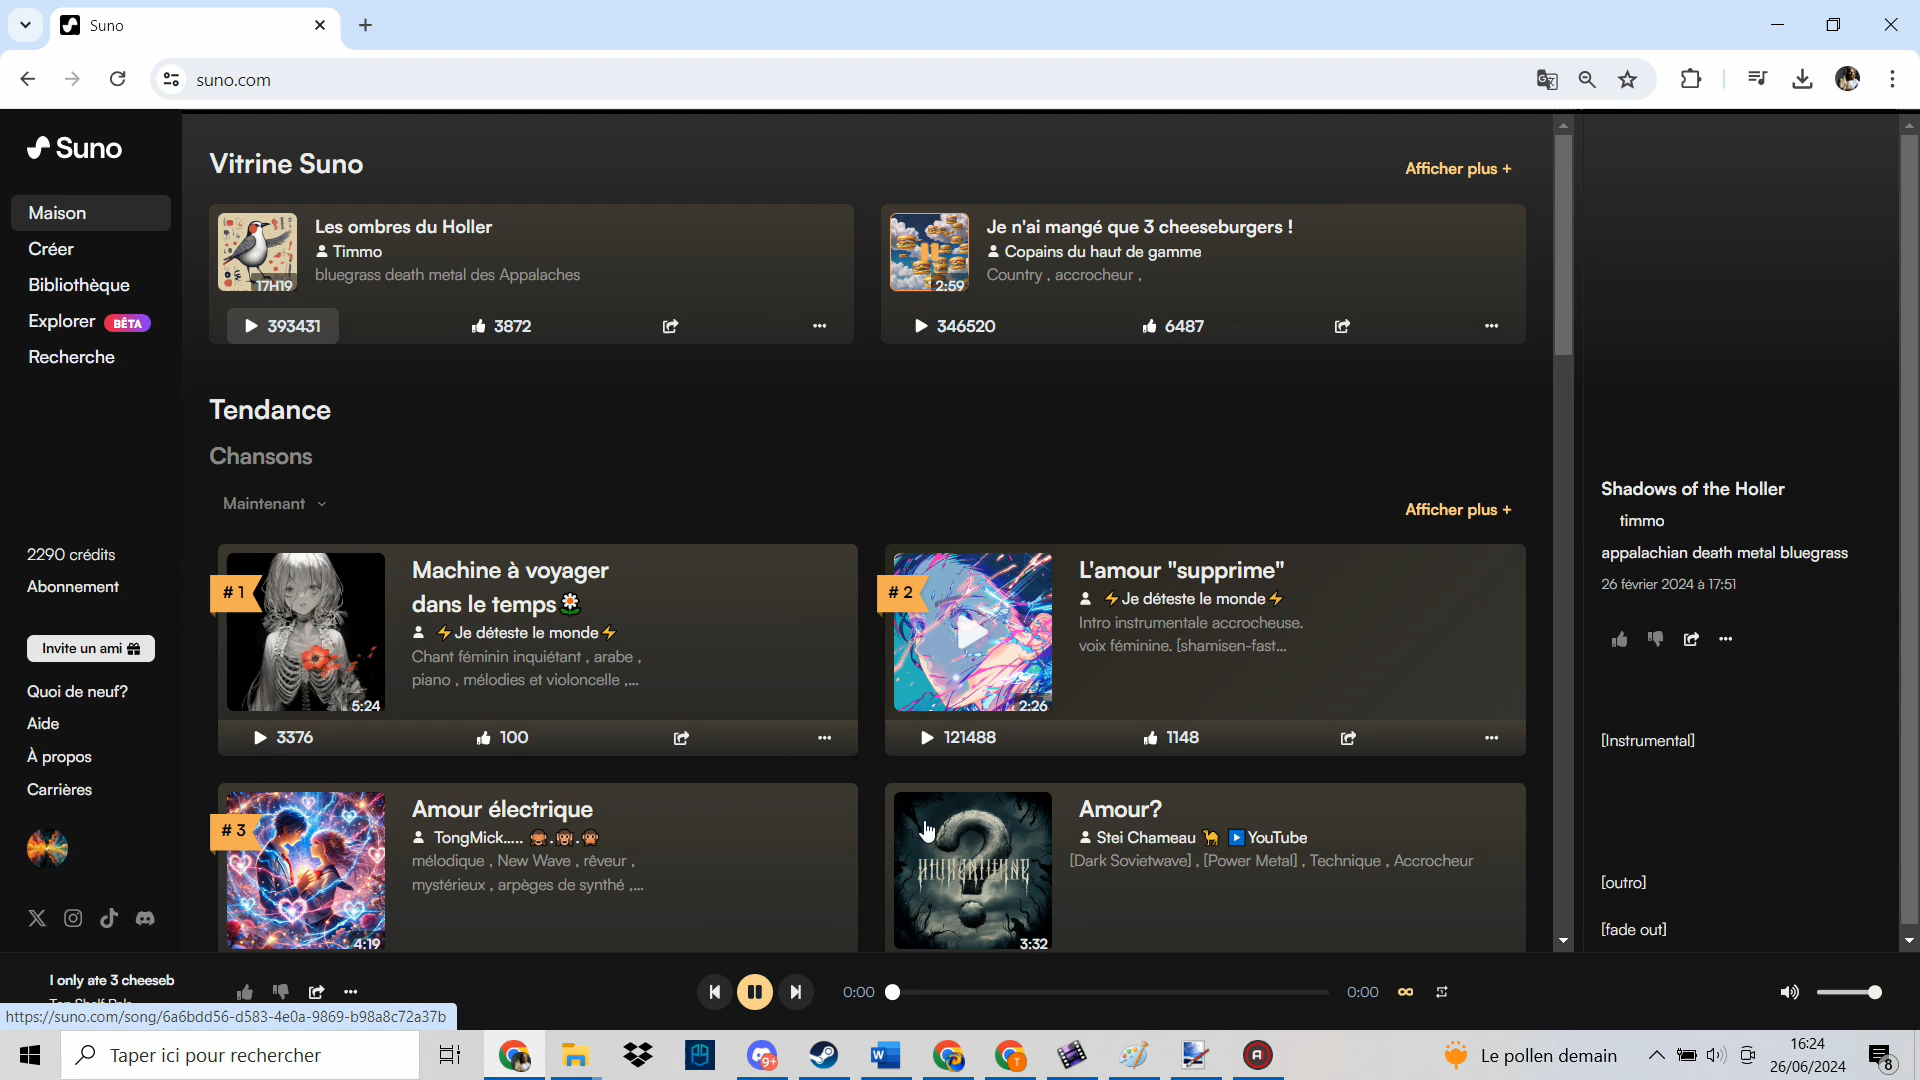 Suno
suno.com
Suno
Maison
Créer
Bibliothèque
Explorer BÊTA
Recherche
2290 crédits
Abonnement
Invite un ami
Quoi de neuf?
Aide
À propos
Carrières
Vitrine Suno
Afficher plus +
Les ombres du Holler
Timmo
bluegrass death metal des Appalaches
17H19
393431
3872
Je n'ai mangé que 3 cheeseburgers !
Copains du haut de gamme
Country , accrocheur ,
2:59
346520
6487
Tendance
Chansons
Maintenant
Afficher plus +
# 1
Machine à voyager
dans le temps
⚡Je déteste le monde⚡
Chant féminin inquiétant , arabe ,
piano , mélodies et violoncelle ,...
5:24
3376
100
# 2
L'amour "supprime"
⚡Je déteste le monde⚡
Intro instrumentale accrocheuse.
voix féminine. [shamisen-fast...
2:26
121488
1148
# 3
Amour électrique
TongMick..... 🙈.🙉.🙊
mélodique , New Wave , rêveur ,
mystérieux , arpèges de synthé ,...
4:19
Amour?
Stei Chameau 🐪 ▶ YouTube
[Dark Sovietwave] , [Power Metal] , Technique , Accrocheur
3:32
Shadows of the Holler
timmo
appalachian death metal bluegrass
26 février 2024 à 17:51
[Instrumental]
[outro]
[fade out]
I only ate 3 cheeseb
0:00
0:00
https://suno.com/song/6a6bdd56-d583-4e0a-9869-b98a8c72a37b
Taper ici pour rechercher
9+
Le pollen demain
16:24
26/06/2024
8